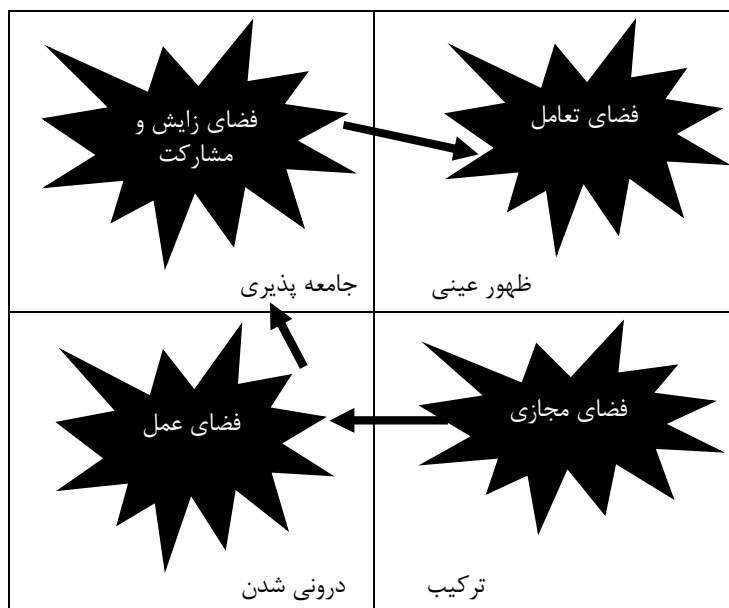 فضای زایش و
مشارکت
جامعه پذیری
فضای تعامل
ظهور عینی
فضای عمل
درونی شدن
فضای مجازی
ترکیب